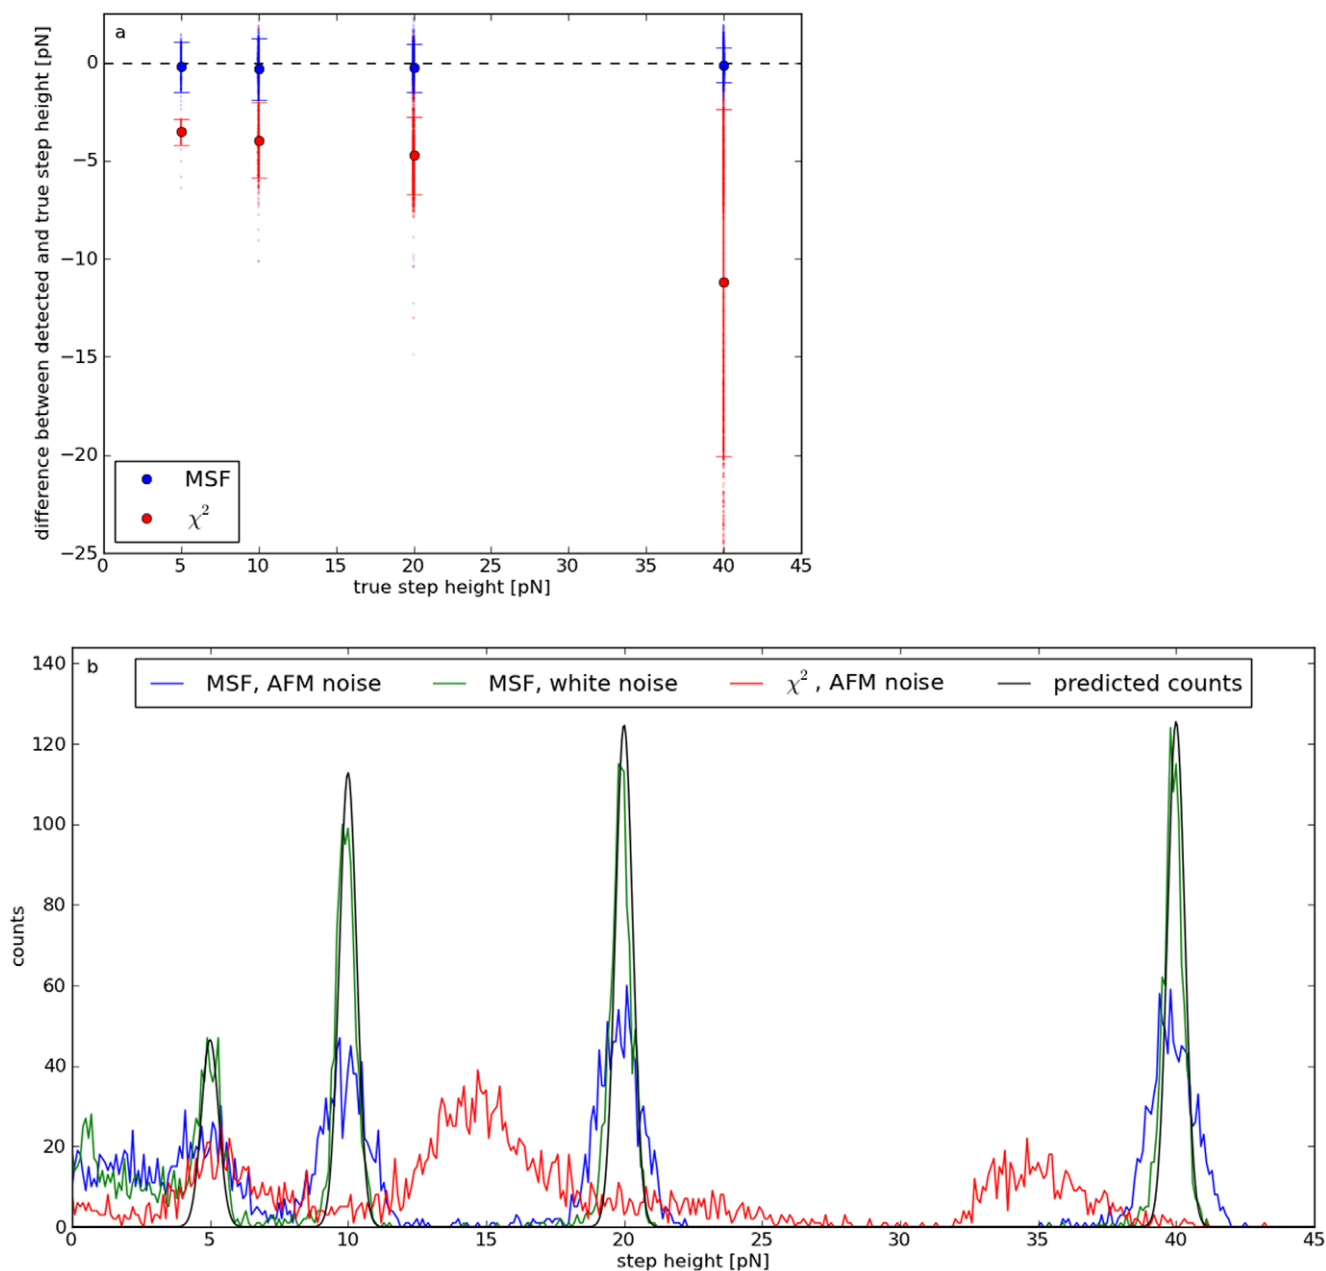 a
difference between detected and true step height [pN]
0
−5
−10
−15
−20
−25
MSF
χ²
0 5 10 15 20 25 30 35 40 45
true step height [pN]
b
MSF, AFM noise MSF, white noise χ² , AFM noise predicted counts
counts
140
120
100
80
60
40
20
0
0 5 10 15 20 25 30 35 40 45
step height [pN]